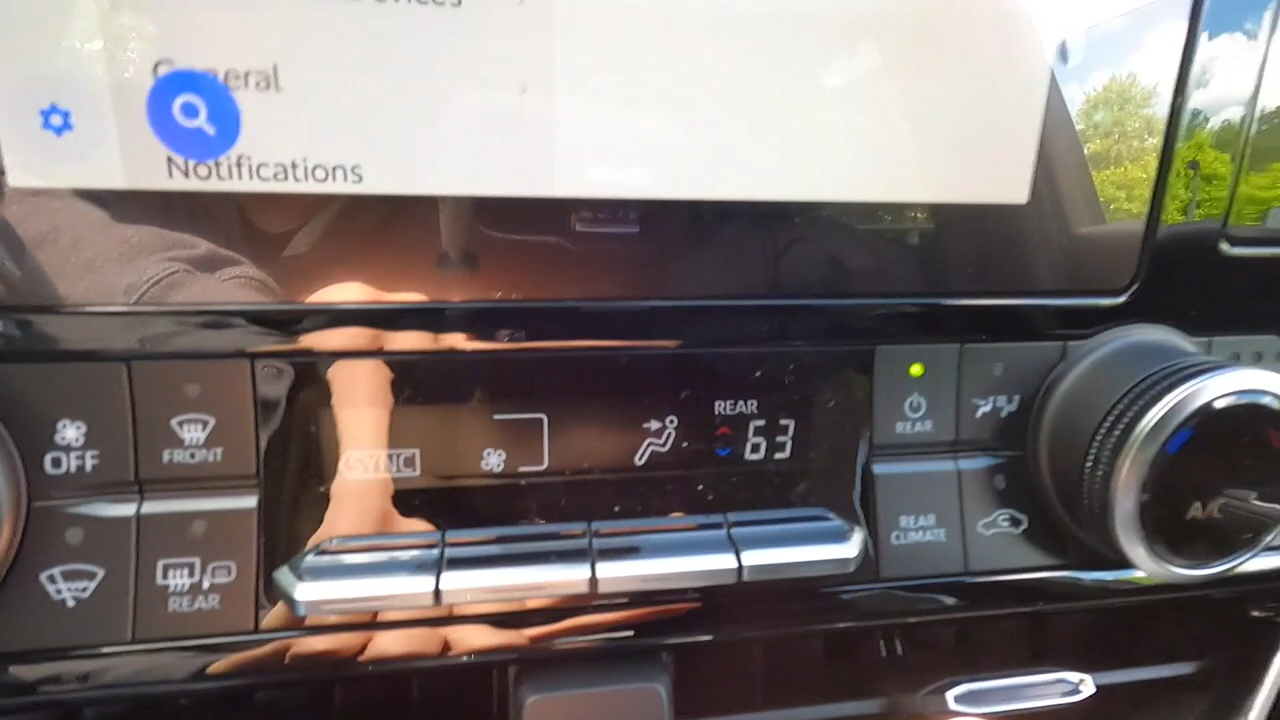 General
Notifications
OFF
FRONT
REAR
SYNC
REAR
63
REAR
REAR
CLIMATE
A/C